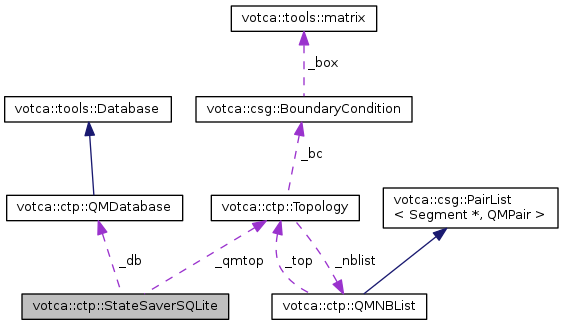 votca::tools::matrix
_box
votca::tools::Database
votca::csg::BoundaryCondition
_bc
votca::csg::PairList
< Segment *, QMPair >
votca::ctp::QMDatabase
votca::ctp::Topology
_db
_qmtop
_top
_nblist
votca::ctp::StateSaverSQLite
votca::ctp::QMNBList